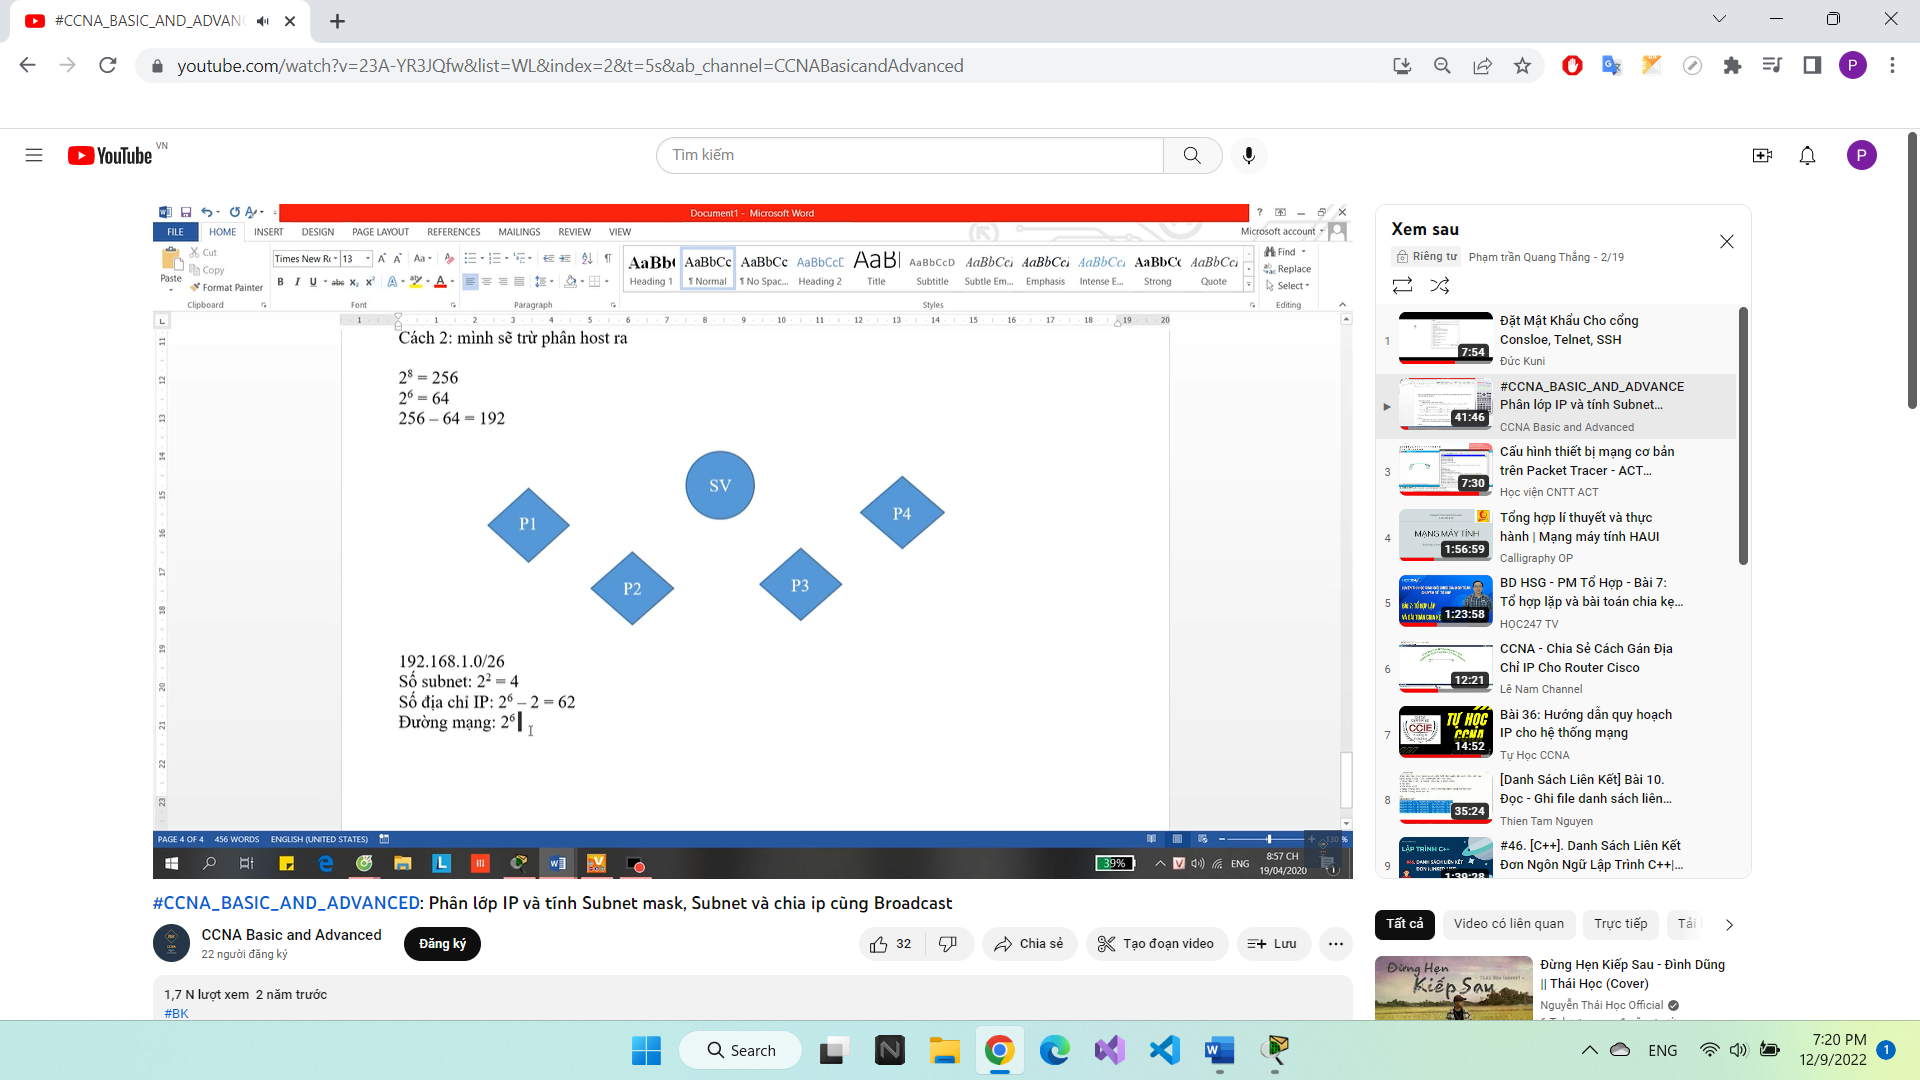 #CCNA_BASIC_AND_ADVANC
youtube.com/watch?v=23A-YR3JQfw&list=WL&index=2&t=5s&ab_channel=CCNABasicandAdvanced
P
YouTube VN
Tìm kiếm
P
Document1 - Microsoft Word
FILE HOME INSERT DESIGN PAGE LAYOUT REFERENCES MAILINGS REVIEW VIEW
Microsoft account
Paste
Cut
Copy
Format Painter
Clipboard
Times New Ro 13
Font
Paragraph
AaBb( AaBbCc AaBbCc AaBbCcD AaBl AaBbCcD AaBbCcI AaBbCcI AaBbCcI AaBbCc AaBbCcI
Heading 1 ¶ Normal ¶ No Spac... Heading 2 Title Subtitle Subtle Em... Emphasis Intense E... Strong Quote
Styles
Find
Replace
Select
Editing
Cách 2: mình sẽ trừ phân host ra
2⁸ = 256
2⁶ = 64
256 – 64 = 192
SV
P1
P4
P2
P3
192.168.1.0/26
Số subnet: 2² = 4
Số địa chỉ IP: 2⁶ – 2 = 62
Đường mạng: 2⁶
PAGE 4 OF 4 456 WORDS ENGLISH (UNITED STATES)
39%
ENG
8:57 CH
19/04/2020
#CCNA_BASIC_AND_ADVANCED: Phân lớp IP và tính Subnet mask, Subnet và chia ip cùng Broadcast
CCNA Basic and Advanced
22 người đăng ký
Đăng ký
32
Chia sẻ
Tạo đoạn video
Lưu
1,7 N lượt xem 2 năm trước
#BK
Xem sau
Riêng tư
Phạm trần Quang Thắng - 2/19
1
7:54
Đặt Mật Khẩu Cho cổng
Consloe, Telnet, SSH
Đức Kuni
41:46
#CCNA_BASIC_AND_ADVANCE
Phân lớp IP và tính Subnet...
CCNA Basic and Advanced
3
7:30
Cấu hình thiết bị mạng cơ bản
trên Packet Tracer - ACT...
Học viện CNTT ACT
4
MẠNG MÁY TÍNH
1:56:59
Tổng hợp lí thuyết và thực
hành | Mạng máy tính HAUI
Calligraphy OP
5
1:23:58
BD HSG - PM Tổ Hợp - Bài 7:
Tổ hợp lặp và bài toán chia kẹ...
HỌC247 TV
6
12:21
CCNA - Chia Sẻ Cách Gán Địa
Chỉ IP Cho Router Cisco
Lê Nam Channel
7
TỰ HỌC
CCNA
CCIE
14:52
Bài 36: Hướng dẫn quy hoạch
IP cho hệ thống mạng
Tự Học CCNA
8
35:24
[Danh Sách Liên Kết] Bài 10.
Đọc - Ghi file danh sách liên...
Thien Tam Nguyen
9
LẬP TRÌNH C++
1:39:28
#46. [C++]. Danh Sách Liên Kết
Đơn Ngôn Ngữ Lập Trình C++|...
Tất cả
Video có liên quan
Trực tiếp
Tải
Đừng Hẹn
Kiếp Sau
Đừng Hẹn Kiếp Sau - Đình Dũng
|| Thái Học (Cover)
Nguyễn Thái Học Official
Search
ENG
7:20 PM
12/9/2022
1